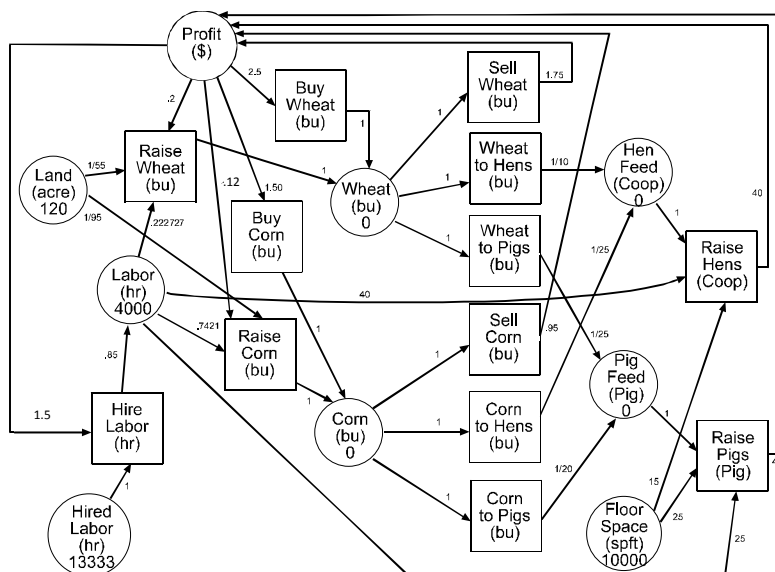 Profit
($)
2.5
Buy
Wheat
(bu)
1
Sell
Wheat
(bu)
1.75
.2
Land
(acre)
120
1/55
1/95
Raise
Wheat
(bu)
1
.12
1.50
Wheat
(bu)
0
1
1
1
Wheat
to Hens
(bu)
1/10
Hen
Feed
(Coop)
0
1
40
Buy
Corn
(bu)
Wheat
to Pigs
(bu)
1/25
Raise
Hens
(Coop)
.222727
Labor
(hr)
4000
40
.7421
Raise
Corn
(bu)
1
1
Sell
Corn
(bu)
.95
1/25
.85
1.5
Hire
Labor
(hr)
1
Corn
(bu)
0
1
1
1
Corn
to Hens
(bu)
Pig
Feed
(Pig)
0
1
Raise
Pigs
(Pig)
1/20
15
Hired
Labor
(hr)
13333
Corn
to Pigs
(bu)
Floor
Space
(spft)
10000
25
25